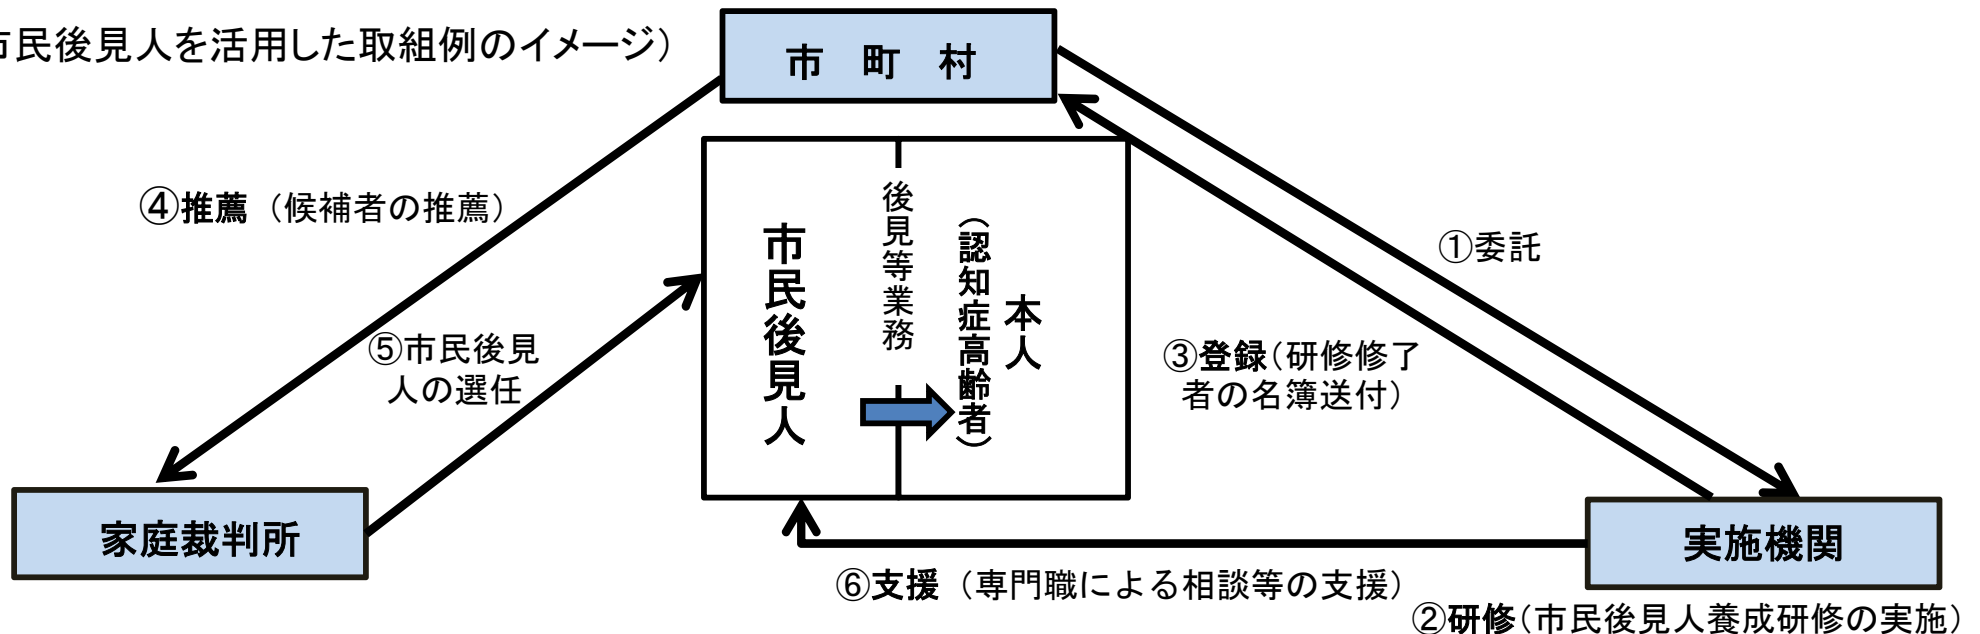 市民後見人を活用した取組例のイメージ）
市 町 村
④推薦（候補者の推薦）
①委託
市民後見人
後見等業務
本人
（認知症高齢者）
⑤市民後見
人の選任
③登録（研修修了
者の名簿送付）
家庭裁判所
実施機関
⑥支援（専門職による相談等の支援）
②研修（市民後見人養成研修の実施）